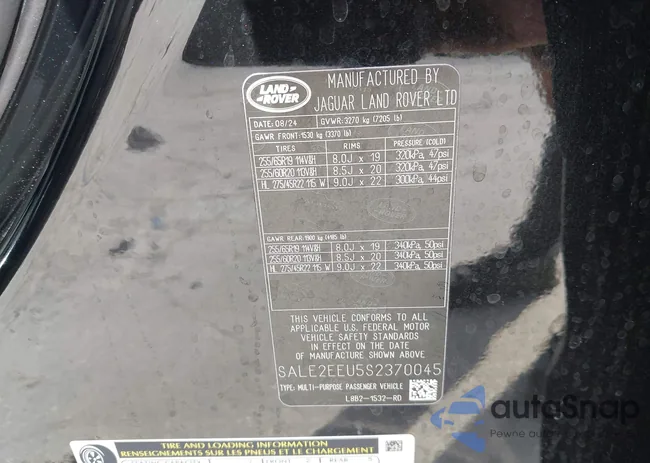 LAND
ROVER
MANUFACTURED BY
JAGUAR LAND ROVER LTD
DATE: 08/24 GVWR: 3270 kg (7205 lb)
GAWR FRONT: 1530 kg (3370 lb)
TIRES RIMS PRESSURE (COLD)
255/65R19 114V&H 8.0J x 19 320kPa, 47psi
255/60R20 113V&H 8.5J x 20 320kPa, 47psi
HL 275/45R22 115 W 9.0J x 22 300kPa, 44psi
GAWR REAR: 1900 kg (4185 lb)
255/65R19 114V&H 8.0J x 19 340kPa, 50psi
255/60R20 113V&H 8.5J x 20 340kPa, 50psi
HL 275/45R22 115 W 9.0J x 22 340kPa, 50psi
THIS VEHICLE CONFORMS TO ALL
APPLICABLE U.S. FEDERAL MOTOR
VEHICLE SAFETY STANDARDS
IN EFFECT ON THE DATE OF
MANUFACTURE SHOWN ABOVE
SALE2EEU5S2370045
TYPE: MULTI-PURPOSE PASSENGER VEHICLE
L8B2-1532-RD
autoSnap
Pewne auto
TIRE AND LOADING INFORMATION
RENSEIGNEMENTS SUR LES PNEUS ET LE CHARGEMENT